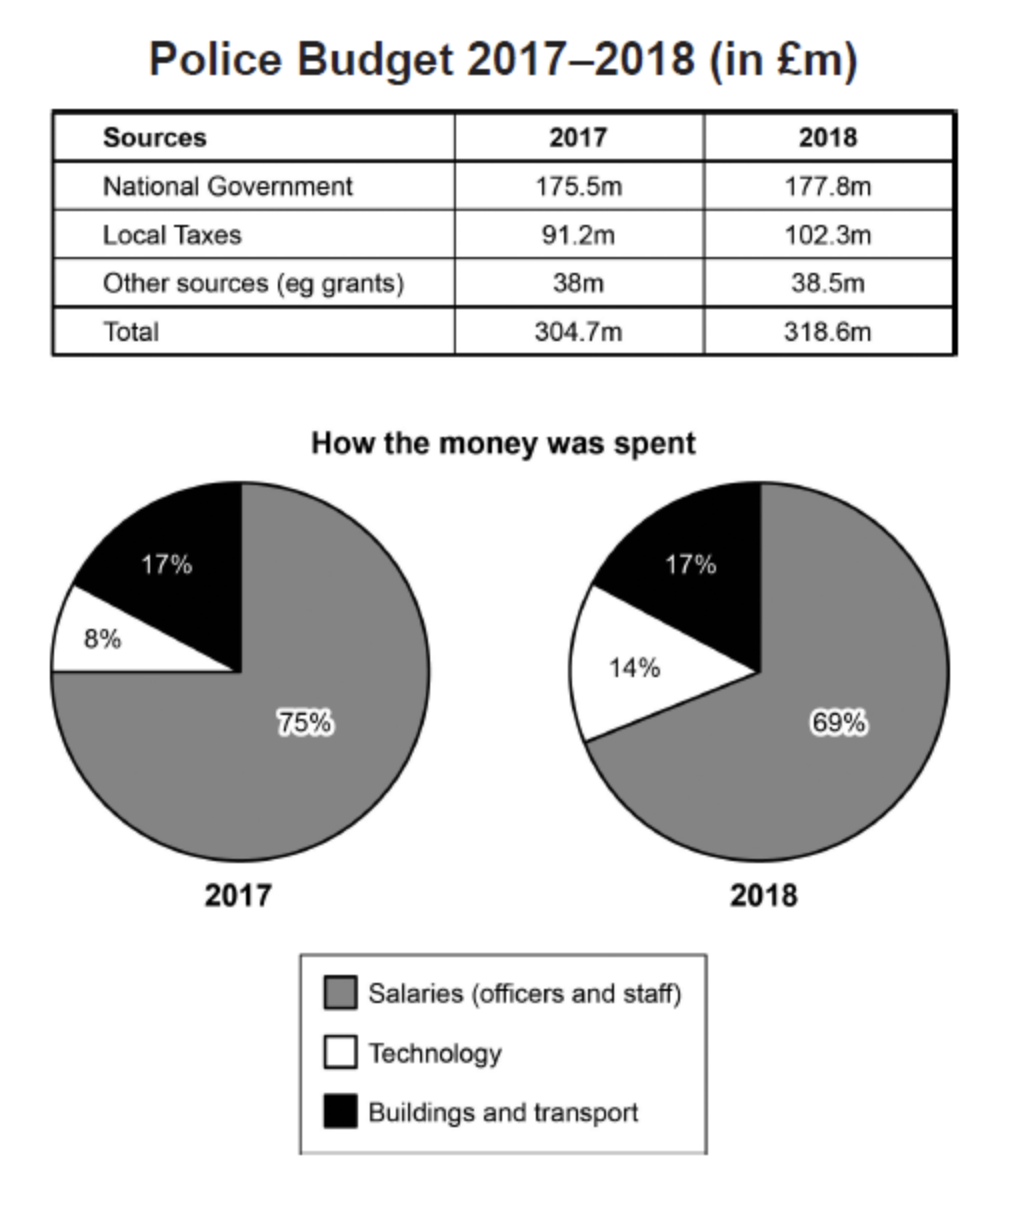 Police Budget 2017–2018 (in £m)
Sources 2017 2018
National Government 175.5m 177.8m
Local Taxes 91.2m 102.3m
Other sources (eg grants) 38m 38.5m
Total 304.7m 318.6m
How the money was spent
17%
8%
75%
2017
17%
14%
69%
2018
Salaries (officers and staff)
Technology
Buildings and transport